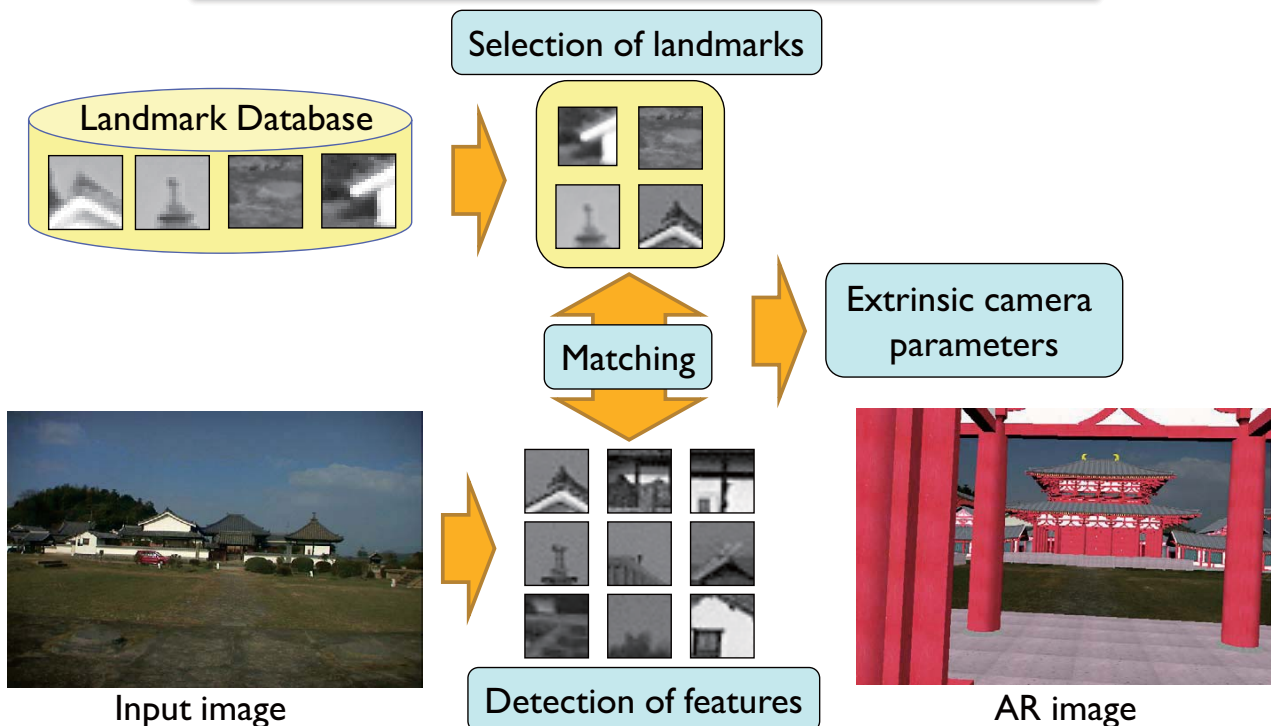 Selection of landmarks
Landmark Database
Extrinsic camera
parameters
Matching
Input image
Detection of features
AR image